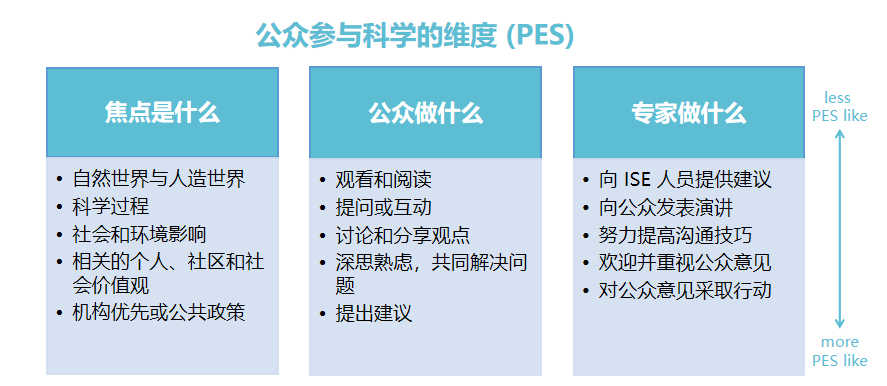 公众参与科学的维度 (PES)
焦点是什么
• 自然世界与人造世界
• 科学过程
• 社会和环境影响
• 相关的个人、社区和社
会价值观
• 机构优先或公共政策
公众做什么
• 观看和阅读
• 提问或互动
• 讨论和分享观点
• 深思熟虑，共同解决问
题
• 提出建议
专家做什么
• 向 ISE 人员提供建议
• 向公众发表演讲
• 努力提高沟通技巧
• 欢迎并重视公众意见
• 对公众意见采取行动
less
PES like
more
PES like